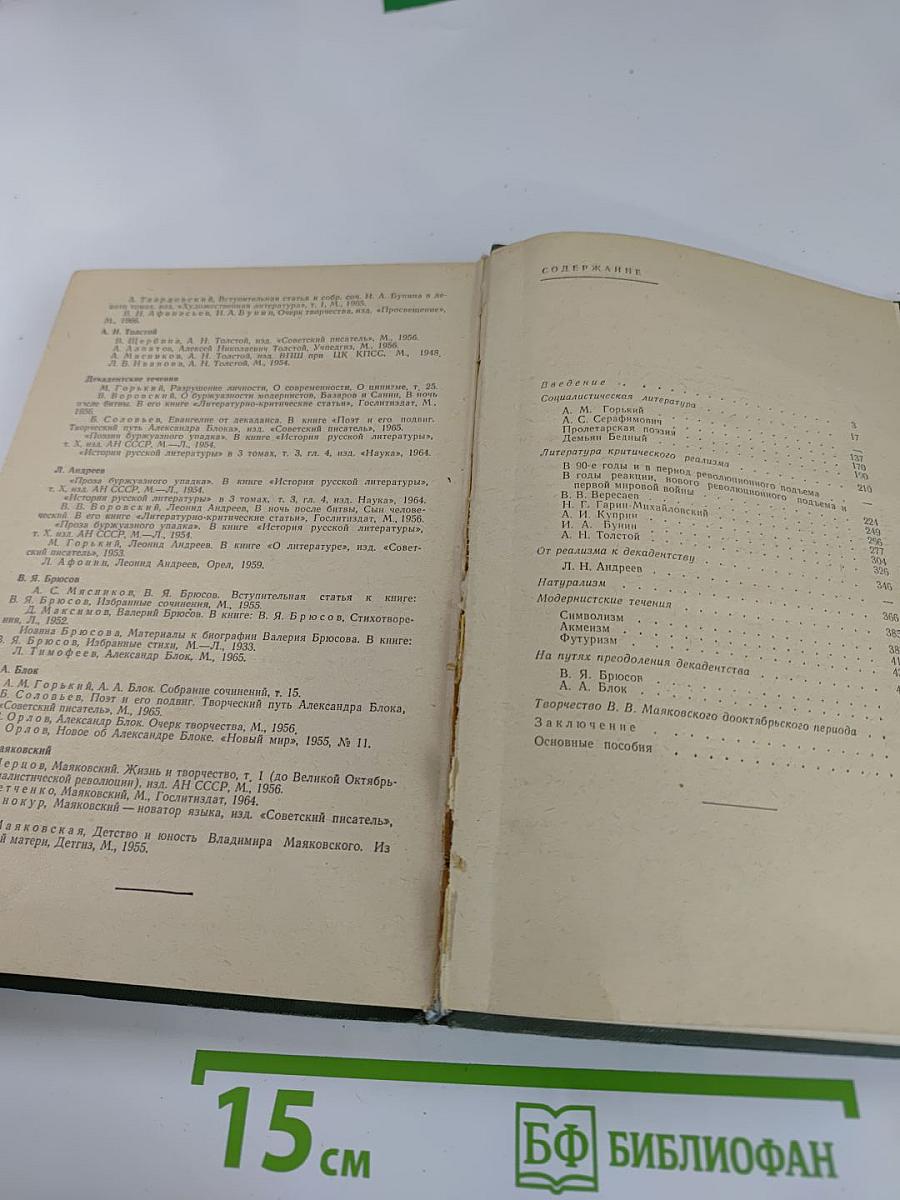 А. Твардовский, Вступительная статья к собр. соч. И. А. Бунина в де-
вяти томах, изд. «Художественная литература», т. 1, М., 1965.
В. Н. Афанасьев, И. А. Бунин, Очерк творчества, изд. «Просвещение»,
М., 1966.
А. Н. Толстой
В. Щербина, А. Н. Толстой, изд. «Советский писатель», М., 1956.
А. Алпатов, Алексей Николаевич Толстой, Учпедгиз, М., 1956.
А. Мясников, А. Н. Толстой, изд. ВПШ при ЦК КПСС. М., 1948.
Л. В. Иванова, А. Н. Толстой, М., 1954.
Декадентские течения
М. Горький, Разрушение личности, О современности, О цинизме, т. 25.
В. Воровский, О буржуазности модернистов, Базаров и Санин, В ночь
после битвы. В его книге «Литературно-критические статьи», Гослитиздат, М.,
1956.
Б. Соловьев, Евангелие от декаданса. В книге «Поэт и его подвиг.
Творческий путь Александра Блока», изд. «Советский писатель», 1965.
«Поэзия буржуазного упадка». В книге «История русской литературы»,
т. X, изд. АН СССР, М.—Л., 1954.
«История русской литературы» в 3 томах, т. 3, гл. 4, изд. «Наука», 1964.
Л. Андреев
«Проза буржуазного упадка». В книге «История русской литературы»,
т. X, изд. АН СССР, М.—Л., 1954.
«История русской литературы» в 3 томах, т. 3, гл. 4, изд. Наука», 1964.
В. В. Воровский, Леонид Андреев, В ночь после битвы, Сын челове-
ческий. В его книге «Литературно-критические статьи», Гослитиздат, М., 1956.
«Проза буржуазного упадка». В книге «История русской литературы»,
т. X. изд. АН СССР, М.—Л., 1954.
М. Горький, Леонид Андреев. В книге «О литературе», изд. «Совет-
ский писатель», 1953.
Л. Афонин, Леонид Андреев, Орел, 1959.
В. Я. Брюсов
А. С. Мясников, В. Я. Брюсов. Вступительная статья к книге:
В. Я. Брюсов, Избранные сочинения, М., 1955.
Д. Максимов, Валерий Брюсов. В книге: В. Я. Брюсов, Стихотворе-
ния, Л., 1952.
Иоанна Брюсова, Материалы к биографии Валерия Брюсова. В книге:
В. Я. Брюсов, Избранные стихи, М.—Л., 1933.
Л. Тимофеев, Александр Блок, М., 1965.
А. Блок
А. М. Горький, А. А. Блок. Собрание сочинений, т. 15.
Б. Соловьев, Поэт и его подвиг. Творческий путь Александра Блока,
«Советский писатель», М., 1965.
Орлов, Александр Блок. Очерк творчества, М., 1956.
Орлов, Новое об Александре Блоке. «Новый мир», 1955, № 11.
Маяковский
Перцов, Маяковский. Жизнь и творчество, т. I (до Великой Октябрь-
иалистической революции), изд. АН СССР, М., 1956.
етченко, Маяковский, М., Гослитиздат, 1964.
нокур, Маяковский — новатор языка, изд. «Советский писатель»,
Маяковская, Детство и юность Владимира Маяковского. Из
й матери, Детгиз, М., 1955.
СОДЕРЖАНИЕ
Введение
Социалистическая литература 3
А. М. Горький 17
А. С. Серафимович —
Пролетарская поэзия 137
Демьян Бедный 170
Литература критического реализма 190
В 90-е годы и в период революционного подъема 210
В годы реакции, нового революционного подъема и
первой мировой войны 224
В. В. Вересаев 249
Н. Г. Гарин-Михайловский
А. И. Куприн 277
И. А. Бунин 304
А. Н. Толстой 326
От реализма к декадентству
Л. Н. Андреев 346
Натурализм —
Модернистские течения 366
Символизм
Акмеизм
Футуризм
На путях преодоления декадентства
В. Я. Брюсов
А. А. Блок
Творчество В. В. Маяковского дооктябрьского периода
Заключение
Основные пособия
15 см
БФ БИБЛИОФАН